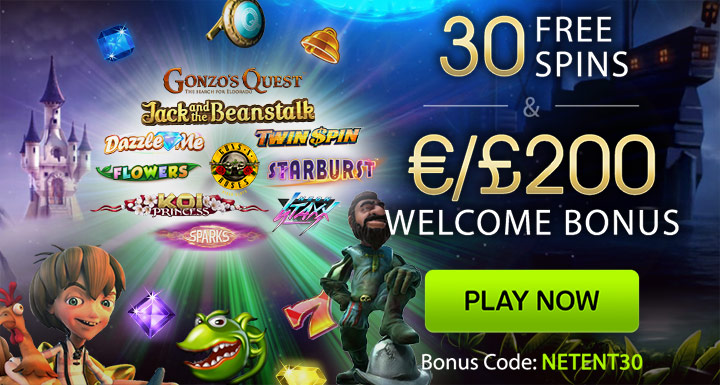 GONZO'S QUEST
THE SEARCH FOR ELDORADO
Jack and the Beanstalk
Dazzle Me
TWIN SPIN
FLOWERS
GUNS N' ROSES
STARBURST
KOI PRINCESS
SPARKS
30 FREE SPINS
&
€/£200
WELCOME BONUS
PLAY NOW
Bonus Code: NETENT30
7